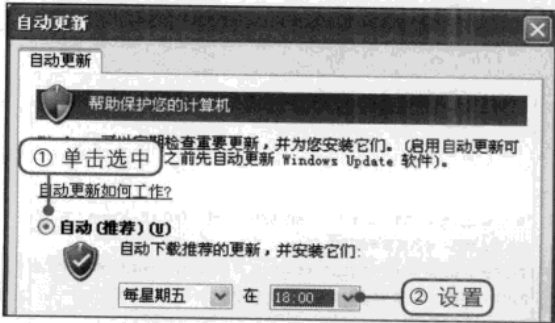 自动更新
自动更新
帮助保护您的计算机
检查重要更新，并为您安装它们。(启用自动更新可
① 单击选中
之前先自动更新 Windows Update 软件)。
自动更新如何工作?
自动(推荐)(U)
自动下载推荐的更新，并安装它们:
每星期五 在 18:00
② 设置